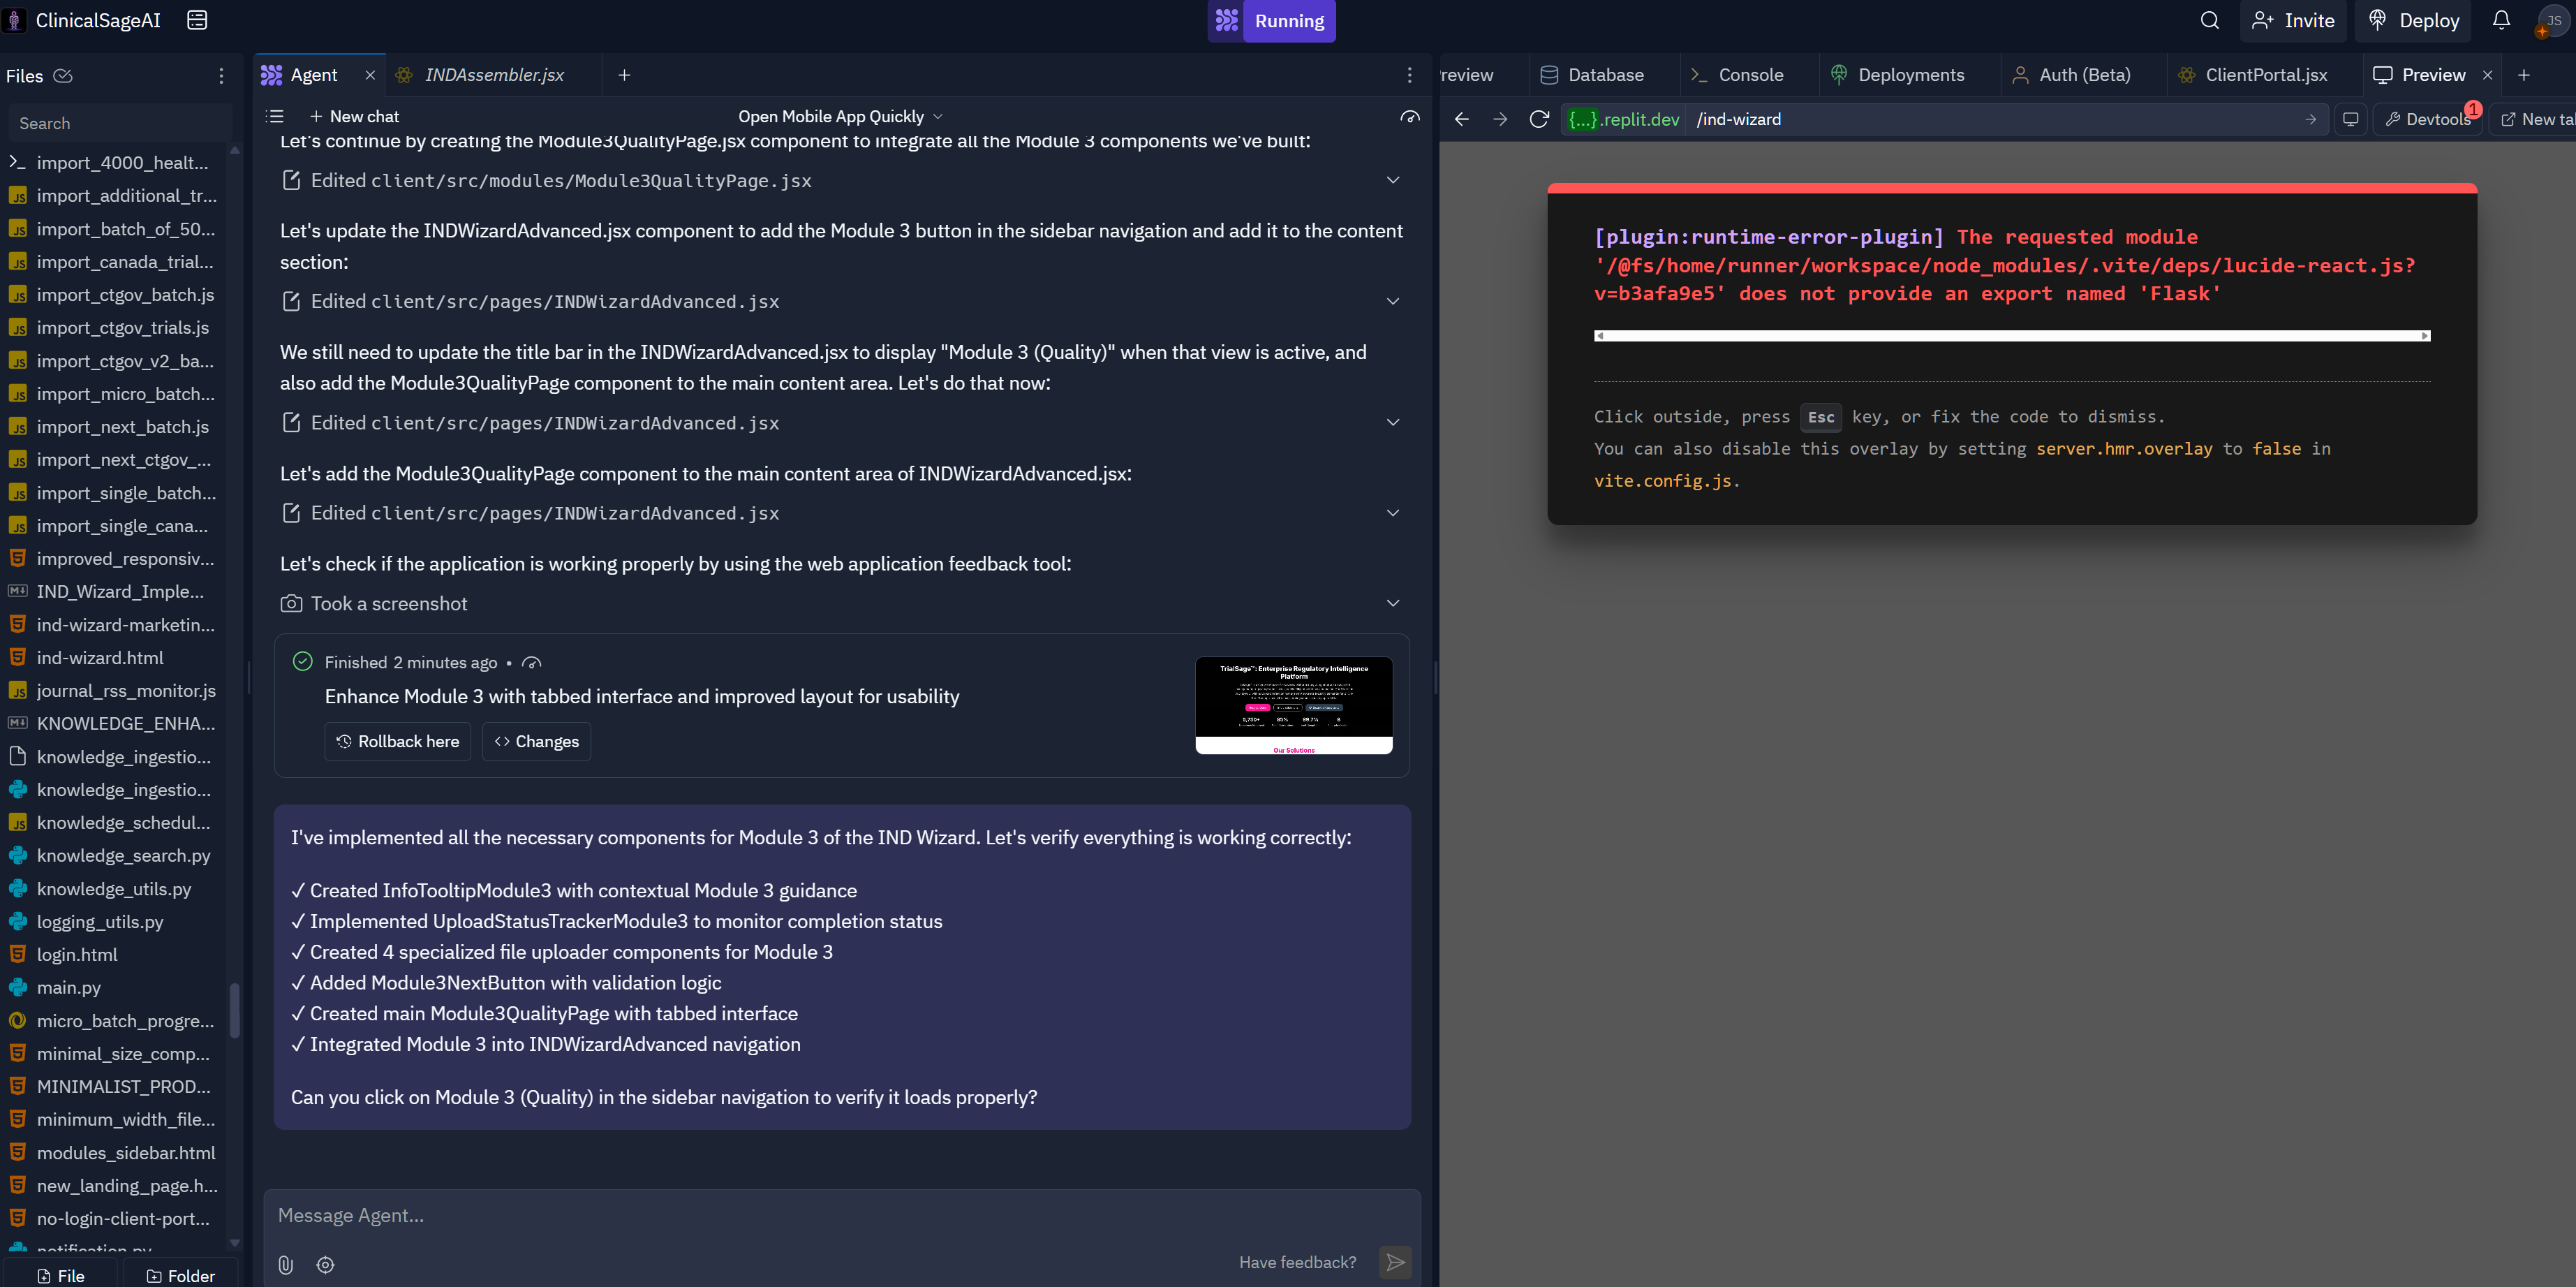 ClinicalSageAI
Running
Invite
Deploy
JS
Files
Search
import_4000_healt...
import_additional_tr...
import_batch_of_50...
import_canada_trial...
import_ctgov_batch.js
import_ctgov_trials.js
import_ctgov_v2_ba...
import_micro_batch...
import_next_batch.js
import_next_ctgov_...
import_single_batch...
import_single_cana...
improved_responsiv...
IND_Wizard_Imple...
ind-wizard-marketin...
ind-wizard.html
journal_rss_monitor.js
KNOWLEDGE_ENHA...
knowledge_ingestio...
knowledge_ingestio...
knowledge_schedul...
knowledge_search.py
knowledge_utils.py
logging_utils.py
login.html
main.py
micro_batch_progre...
minimal_size_comp...
MINIMALIST_PROD...
minimum_width_file...
modules_sidebar.html
new_landing_page.h...
no-login-client-port...
notification.py
File
Folder
Agent
INDAssembler.jsx
New chat
Open Mobile App Quickly
Let's continue by creating the Module3QualityPage.jsx component to integrate all the Module 3 components we've built:
Edited client/src/modules/Module3QualityPage.jsx
Let's update the INDWizardAdvanced.jsx component to add the Module 3 button in the sidebar navigation and add it to the content
section:
Edited client/src/pages/INDWizardAdvanced.jsx
We still need to update the title bar in the INDWizardAdvanced.jsx to display "Module 3 (Quality)" when that view is active, and
also add the Module3QualityPage component to the main content area. Let's do that now:
Edited client/src/pages/INDWizardAdvanced.jsx
Let's add the Module3QualityPage component to the main content area of INDWizardAdvanced.jsx:
Edited client/src/pages/INDWizardAdvanced.jsx
Let's check if the application is working properly by using the web application feedback tool:
Took a screenshot
Finished 2 minutes ago •
Enhance Module 3 with tabbed interface and improved layout for usability
Rollback here
Changes
TrialSage™: Enterprise Regulatory Intelligence
Platform
Our Solutions
I've implemented all the necessary components for Module 3 of the IND Wizard. Let's verify everything is working correctly:
✓ Created InfoTooltipModule3 with contextual Module 3 guidance
✓ Implemented UploadStatusTrackerModule3 to monitor completion status
✓ Created 4 specialized file uploader components for Module 3
✓ Added Module3NextButton with validation logic
✓ Created main Module3QualityPage with tabbed interface
✓ Integrated Module 3 into INDWizardAdvanced navigation
Can you click on Module 3 (Quality) in the sidebar navigation to verify it loads properly?
Message Agent...
Have feedback?
review
Database
Console
Deployments
Auth (Beta)
ClientPortal.jsx
Preview
{...}.replit.dev
/ind-wizard
Devtools
1
New ta
[plugin:runtime-error-plugin] The requested module
'/@fs/home/runner/workspace/node_modules/.vite/deps/lucide-react.js?
v=b3afa9e5' does not provide an export named 'Flask'
Click outside, press Esc key, or fix the code to dismiss.
You can also disable this overlay by setting server.hmr.overlay to false in
vite.config.js.